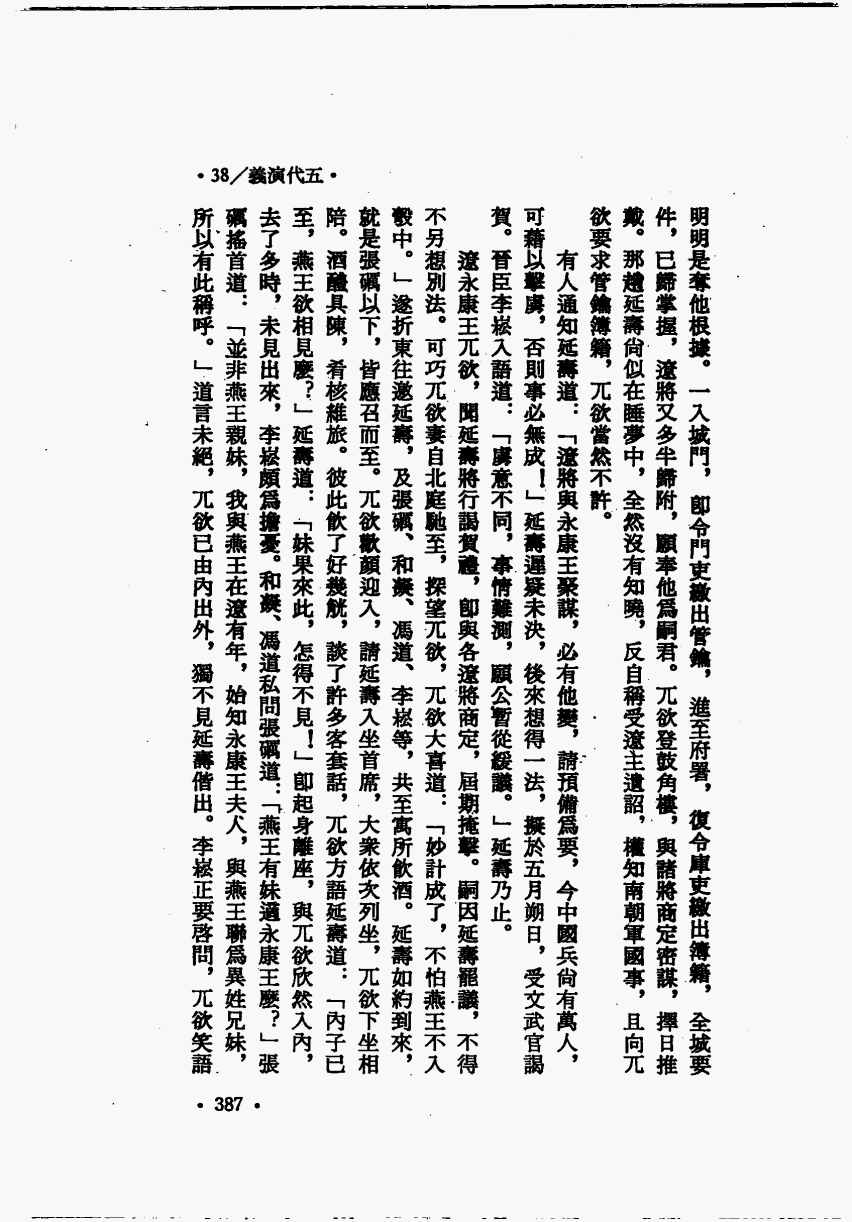 •38/義演代五•
明明是奪他根據。一入城門，卽令門吏繳出管鑰，進至府署，復令庫吏繳出簿籍，全城要
件，已歸掌握，遼將又多半歸附，願奉他爲嗣君。兀欲登鼓角樓，與諸將商定密謀，擇日推
戴。那趙延壽尙似在睡夢中，全然沒有知曉，反自稱受遼主遺詔，權知南朝軍國事，且向兀
欲要求管鑰簿籍，兀欲當然不許。
有人通知延壽道：「遼將與永康王聚謀，必有他變，請預備爲要，今中國兵尙有萬人，
可藉以擊虜，否則事必無成！」延壽遲疑未決，後來想得一法，擬於五月朔日，受文武官謁
賀。晉臣李崧入語道：「虜意不同，事情難測，願公暫從緩議。」延壽乃止。
遼永康王兀欲，聞延壽將行謁賀禮，卽與各遼將商定，屆期掩擊。嗣因延壽罷議，不得
不另想別法。可巧兀欲妻自北庭馳至，探望兀欲，兀欲大喜道：「妙計成了，不怕燕王不入
彀中。」遂折東往邀延壽，及張礪、和凝、馮道、李崧等，共至寓所飮酒。延壽如約到來，
就是張礪以下，皆應召而至。兀欲歡顏迎入，請延壽入坐首席，大衆依次列坐，兀欲下坐相
陪。酒醴具陳，肴核維旅。彼此飮了好幾觥，談了許多客套話，兀欲方語延壽道：「內子已
至，燕王欲相見麼？」延壽道：「妹果來此，怎得不見！」卽起身離座，與兀欲欣然入內，
去了多時，未見出來，李崧頗爲擔憂。和凝、馮道私問張礪道：「燕王有妹適永康王麼？」張
礪搖首道：「並非燕王親妹，我與燕王在遼有年，始知永康王夫人，與燕王聯爲異姓兄妹，
所以有此稱呼。」道言未絕，兀欲已由內出外，獨不見延壽偕出。李崧正要啓問，兀欲笑語
•387•